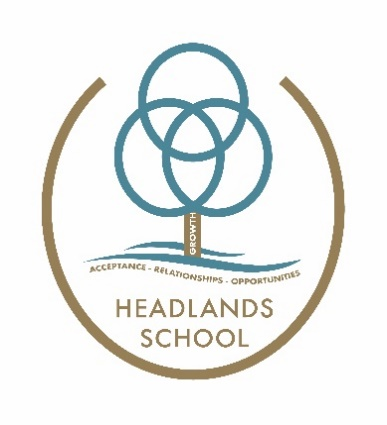 GROWTH
ACCEPTANCE - RELATIONSHIPS - OPPORTUNITIES
HEADLANDS
SCHOOL